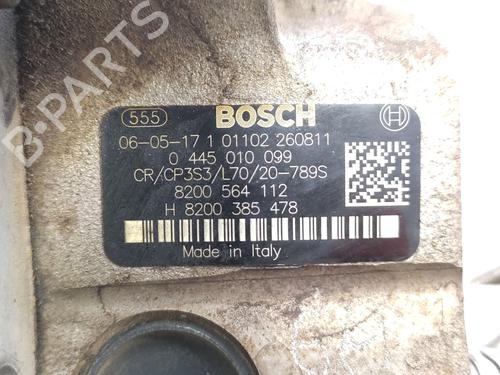 555 BOSCH
06-05-17 1 01102 260811
0 445 010 099
CR/CP3S3/L70/20-789S
8200 564 112
H 8200 385 478
Made in Italy